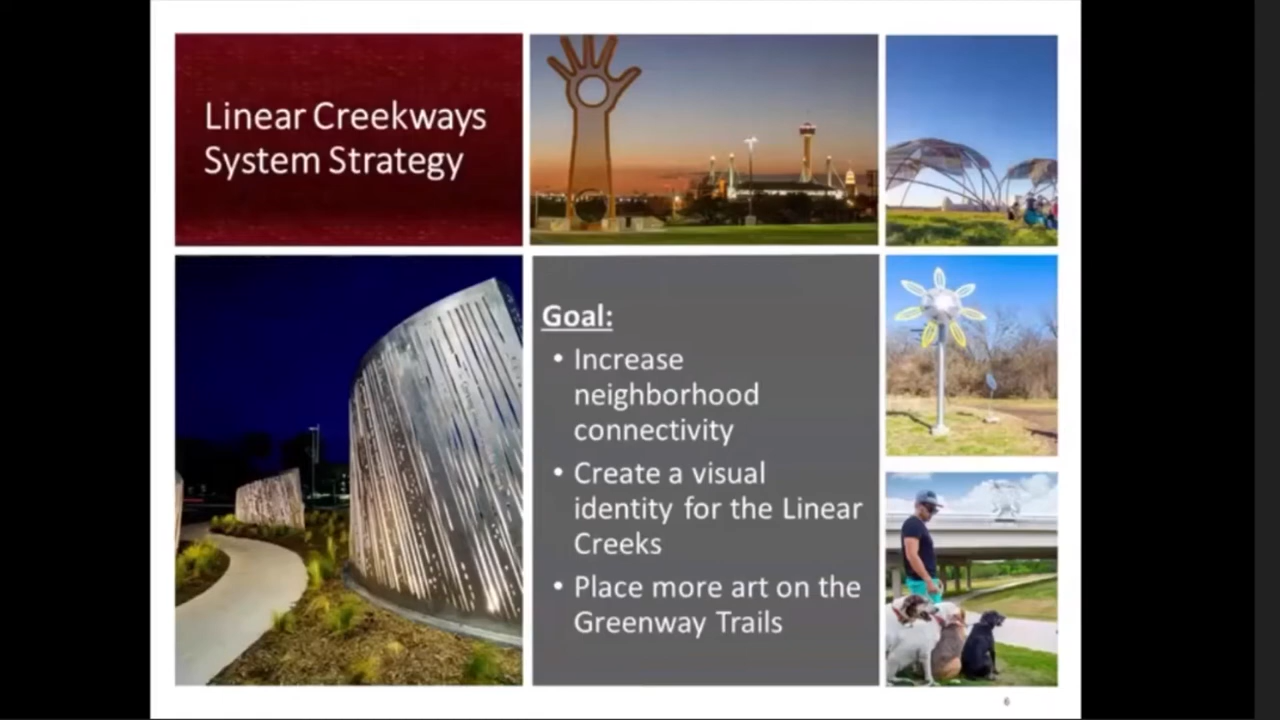 Linear Creekways
System Strategy
Goal:
• Increase
neighborhood
connectivity
• Create a visual
identity for the Linear
Creeks
• Place more art on the
Greenway Trails
6